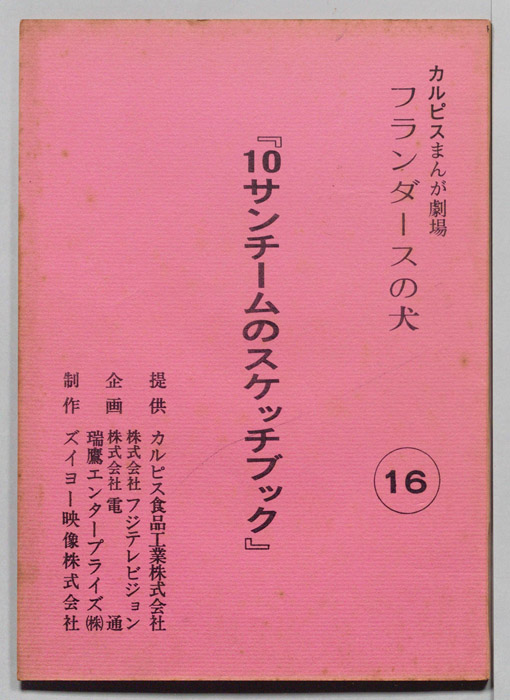 カルピスまんが劇場
フランダースの犬
16
『10サンチームのスケッチブック』
提供 カルピス食品工業株式会社
株式会社 フジテレビジョン
企画 株式会社 電通
瑞鷹エンタープライズ㈱
制作 ズイヨー映像株式会社